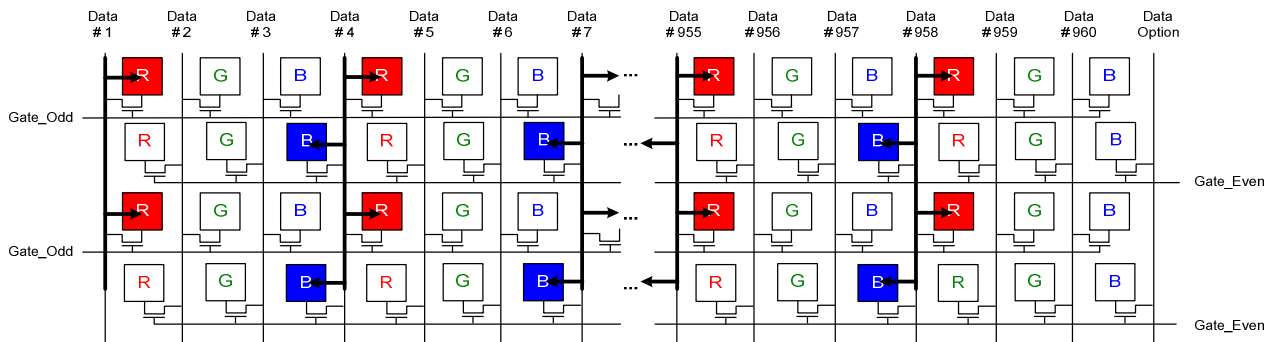 Data #1 Data #2 Data #3 Data #4 Data #5 Data #6 Data #7 Data #955 Data #956 Data #957 Data #958 Data #959 Data #960 Data Option
R G B R G B ... R G B R G B
Gate_Odd
R G B R G B ... R G B R G B
Gate_Even
R G B R G B ... R G B R G B
Gate_Odd
R G B R G B ... R G B R G B
Gate_Even